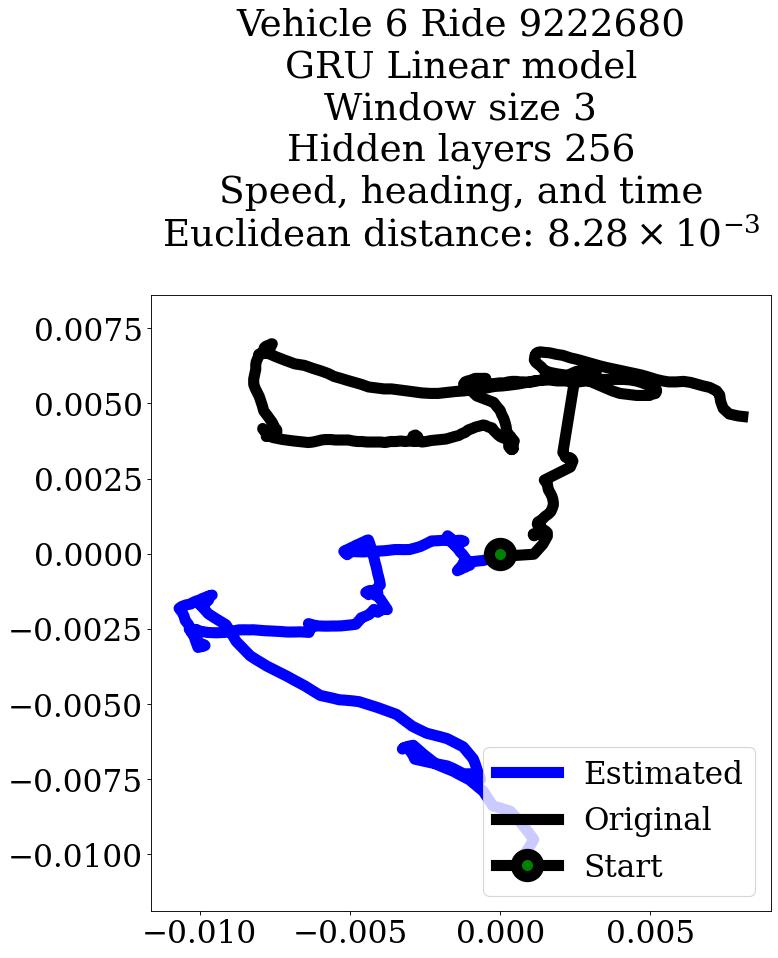 Vehicle 6 Ride 9222680
GRU Linear model
Window size 3
Hidden layers 256
Speed, heading, and time
Euclidean distance: 8.28 × 10⁻³
0.0075
0.0050
0.0025
0.0000
−0.0025
−0.0050
−0.0075
−0.0100
Estimated
Original
Start
−0.010 −0.005 0.000 0.005